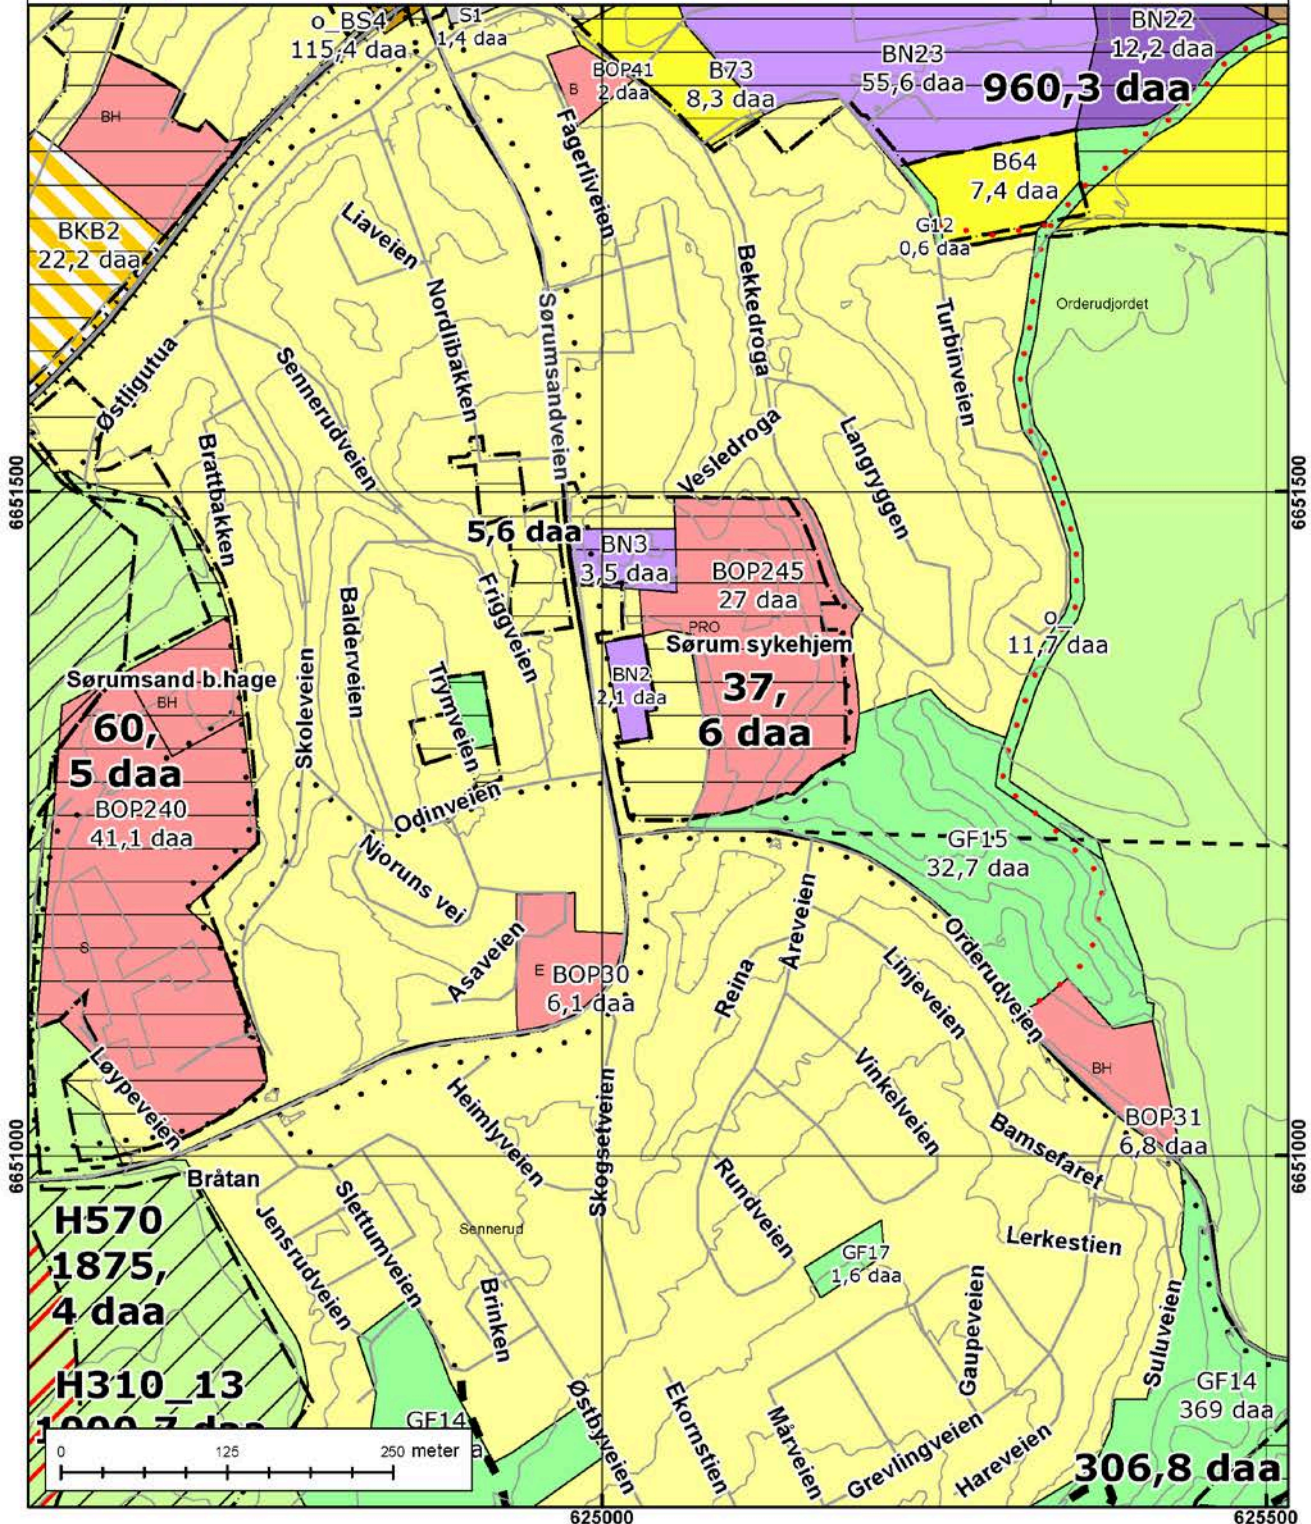 o_BS4
115,4 daa
S1
1,4 daa
BN22
12,2 daa
BN23
55,6 daa
960,3 daa
BOP41
2 daa
B
B73
8,3 daa
BH
Fagerliveien
B64
7,4 daa
BKB2
22,2 daa
Liaveien
G12
0,6 daa
Bekkedroga
Orderudjordet
Nordlibakken
Sørumsandveien
Turbinveien
Østligutua
Sennerudveien
Vesledroga
Langryggen
Brattbakken
6651500
6651500
5,6 daa
BN3
3,5 daa
BOP245
27 daa
Friggveien
Balderveien
PRO
Sørum sykehjem
37,
6 daa
o_
11,7 daa
BN2
2,1 daa
Sørumsand b.hage
BH
60,
5 daa
BOP240
41,1 daa
Skoleveien
Trymveien
Odinveien
Njoruns vei
GF15
32,7 daa
Åreveien
Orderudveien
S
Asaveien
E
BOP30
6,1 daa
Reina
Linjeveien
Løypeveien
Heimlyveien
Skogsetveien
Vinkelveien
BH
BOP31
6,8 daa
Bamsefaret
6651000
6651000
Bråtan
Rundveien
H570
1875,
4 daa
Jensrudveien
Slettumveien
Sennerud
Brinken
Lerkestien
GF17
1,6 daa
Gaupeveien
Suluveien
H310_13
GF14
GF14
369 daa
Østbyveien
Ekornstien
Mårveien
Grevlingveien
Hareveien
306,8 daa
0 125 250 meter
625000
625500